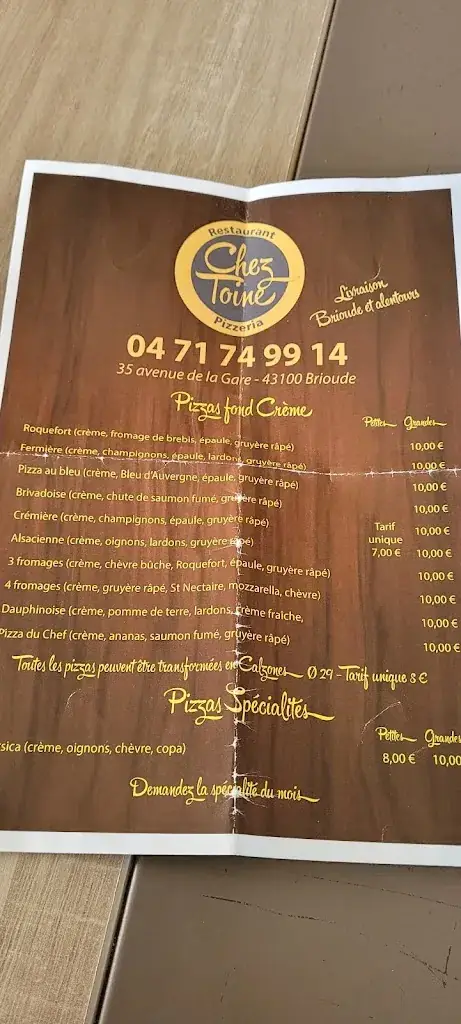 Restaurant
Chez
Toine
Pizzeria
Livraison
Brioude et alentours
04 71 74 99 14
35 avenue de la Gare - 43100 Brioude
Pizzas fond Crème
Petites Grandes
Roquefort (crème, fromage de brebis, épaule, gruyère râpé) 10,00 €
Fermière (crème, champignons, épaule, lardons, gruyère râpé) 10,00 €
Pizza au bleu (crème, Bleu d'Auvergne, épaule, gruyère râpé) 10,00 €
Brivadoise (crème, chute de saumon fumé, gruyère râpé) 10,00 €
Crémière (crème, champignons, épaule, gruyère râpé) 10,00 €
Alsacienne (crème, oignons, lardons, gruyère râpé) 10,00 €
Tarif
unique
7,00 €
3 fromages (crème, chèvre bûche, Roquefort, épaule, gruyère râpé) 10,00 €
4 fromages (crème, gruyère râpé, St Nectaire, mozzarella, chèvre) 10,00 €
Dauphinoise (crème, pomme de terre, lardons, crème fraîche, 10,00 €
Pizza du Chef (crème, ananas, saumon fumé, gruyère râpé) 10,00 €
Toutes les pizzas peuvent être transformées en Calzones Ø 29 - Tarif unique 8 €
Pizzas Spécialités
Petites Grandes
sica (crème, oignons, chèvre, copa) 8,00 € 10,00
Demandez la spécialité du mois